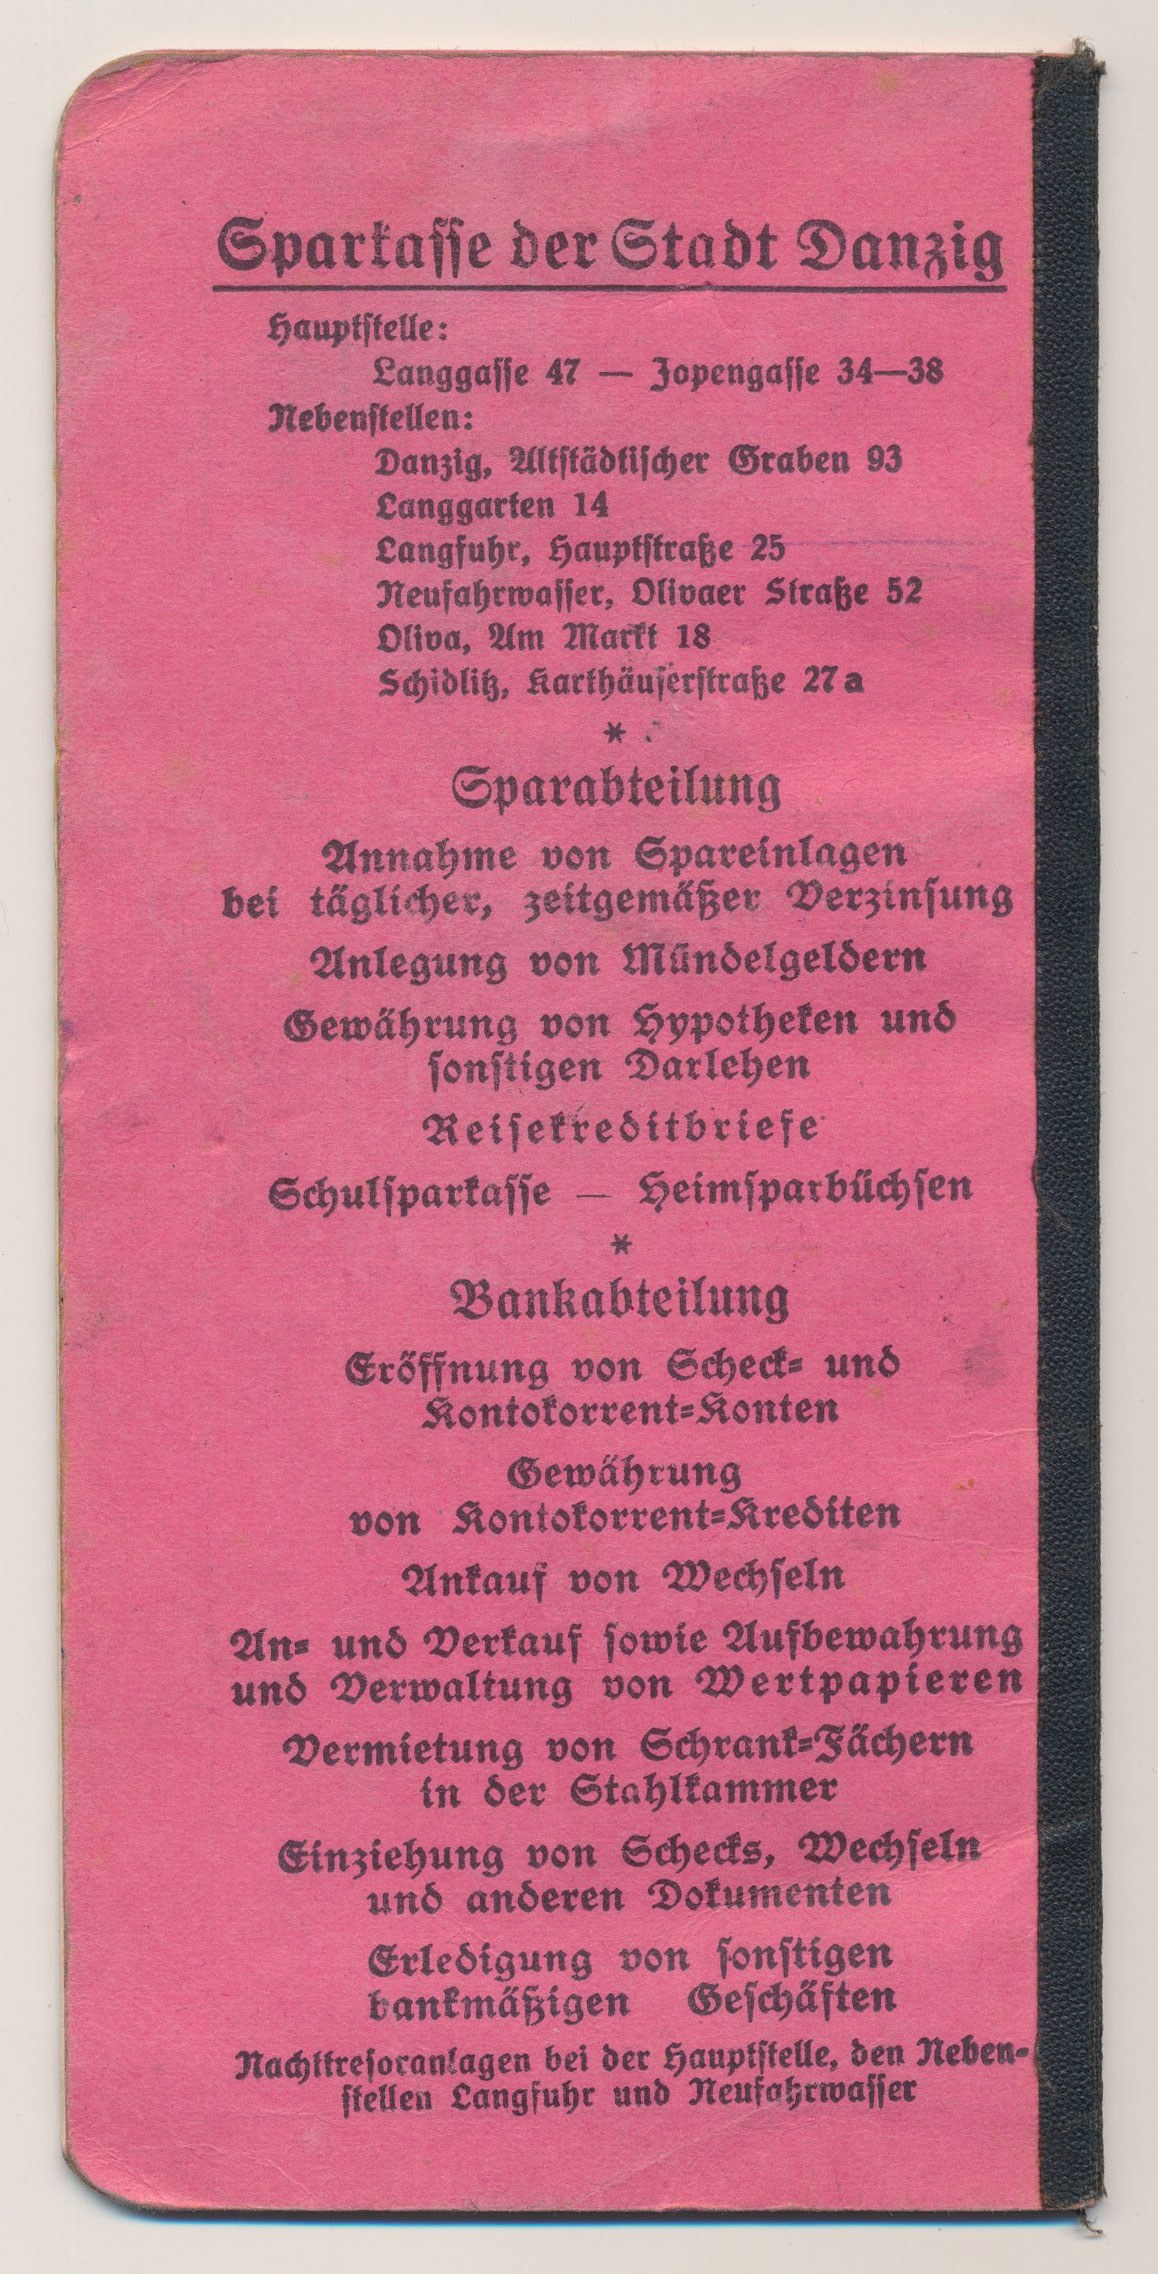 Sparkasse der Stadt Danzig
Hauptstelle:
Langgasse 47 — Jopengasse 34—38
Nebenstellen:
Danzig, Altstädtischer Graben 93
Langgarten 14
Langfuhr, Hauptstraße 25
Neufahrwasser, Olivaer Straße 52
Oliva, Am Markt 18
Schidlitz, Karthäuserstraße 27a
*
Sparabteilung
Annahme von Spareinlagen
bei täglicher, zeitgemäßer Verzinsung
Anlegung von Mündelgeldern
Gewährung von Hypotheken und
sonstigen Darlehen
Reisekreditbriefe
Schulsparkasse — Heimsparbüchsen
*
Bankabteilung
Eröffnung von Scheck- und
Kontokorrent-Konten
Gewährung
von Kontokorrent-Krediten
Ankauf von Wechseln
An- und Verkauf sowie Aufbewahrung
und Verwaltung von Wertpapieren
Vermietung von Schrank-Fächern
in der Stahlkammer
Einziehung von Schecks, Wechseln
und anderen Dokumenten
Erledigung von sonstigen
bankmäßigen Geschäften
Nachttresoranlagen bei der Hauptstelle, den Neben-
stellen Langfuhr und Neufahrwasser